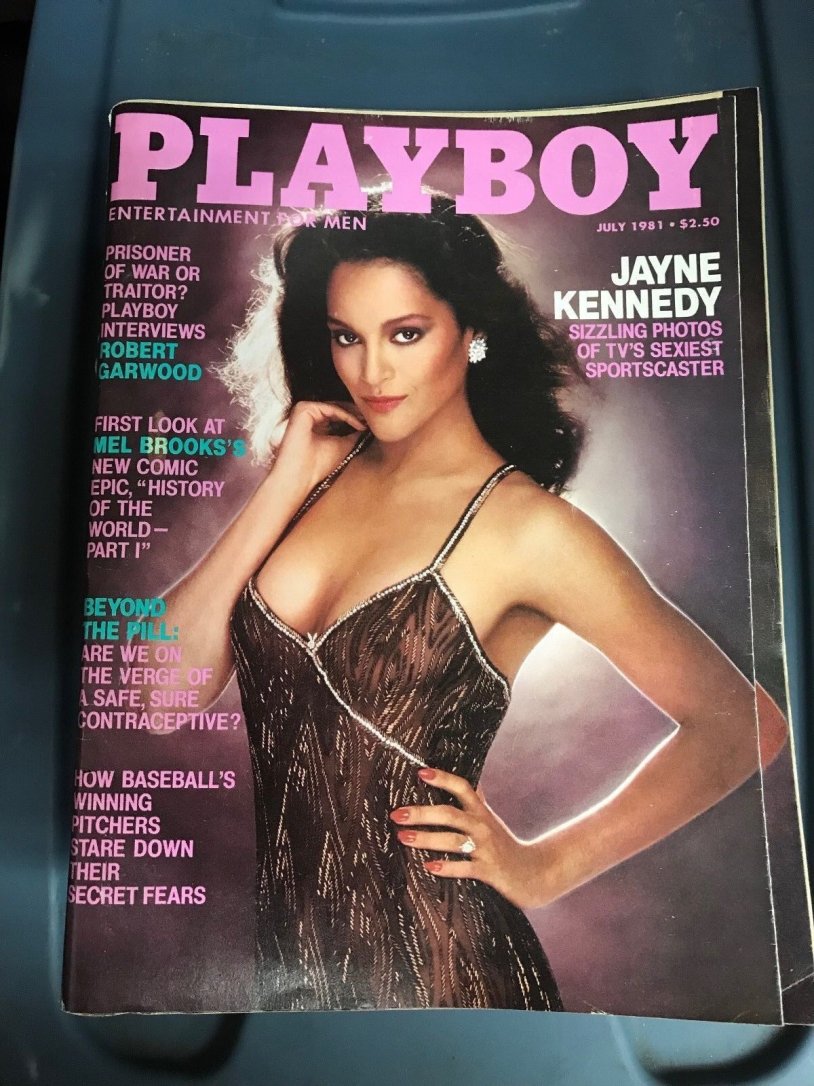 PLAYBOY
ENTERTAINMENT FOR MEN
JULY 1981 • $2.50
PRISONER
OF WAR OR
TRAITOR?
PLAYBOY
INTERVIEWS
ROBERT
GARWOOD
JAYNE
KENNEDY
SIZZLING PHOTOS
OF TV'S SEXIEST
SPORTSCASTER
FIRST LOOK AT
MEL BROOKS'S
NEW COMIC
EPIC, "HISTORY
OF THE
WORLD—
PART I"
BEYOND
THE PILL:
ARE WE ON
THE VERGE OF
A SAFE, SURE
CONTRACEPTIVE?
HOW BASEBALL'S
WINNING
PITCHERS
STARE DOWN
THEIR
SECRET FEARS